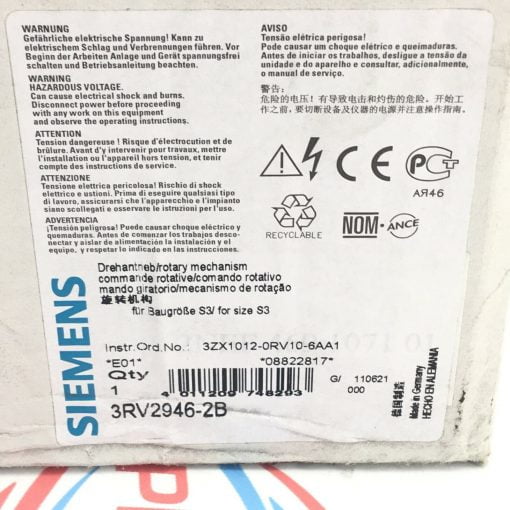 WARNUNG
Gefährliche elektrische Spannung! Kann zu
elektrischem Schlag und Verbrennungen führen. Vor
Beginn der Arbeiten Anlage und Gerät spannungsfrei
schalten und Betriebsanleitung beachten.
WARNING
HAZARDOUS VOLTAGE.
Can cause electrical shock and burns.
Disconnect power before proceeding
with any work on this equipment
and observe the operating instructions.
ATTENTION
Tension dangereuse ! Risque d'électrocution et de
brûlure. Avant d'y intervenir pour travaux, mettre
l'installation ou l'appareil hors tension, et tenir
compte des instructions de service.
ATTENZIONE
Tensione elettrica pericolosa! Rischio di shock
elettrico e ustioni. Prima di eseguire qualsiasi tipo
di lavoro, assicurarsi che l'apparecchio e l'impianto
siano scollegati e osservare le istruzioni per l'uso.
ADVERTENCIA
¡Tensión peligrosa! Puede causar choque eléctrico y
quemaduras. Antes de comenzar los trabajos desco-
nectar y aislar de alimentación la instalación y el
equipo, y respetar lo indicado en las instrucciones.
AVISO
Tensão elétrica perigosa!
Pode causar um choque elétrico e queimaduras.
Antes de iniciar os trabalhos, desligue a tensão da
unidade e do aparelho e consultar, adicionalmente,
o manual de serviço.
警告:
危险的电压! 有导致电击和灼伤的危险。开始工
作之前,要切断设备及仪器的电源并注意操作指南。
CE
АЯ46
RECYCLABLE
NOM-ANCE
SIEMENS
Drehantrieb/rotary mechanism
commande rotative/comando rotativo
mando giratorio/mecanismo de rotação
旋转机构
für Baugröße S3/ for size S3
Instr.Ord.No.: 3ZX1012-0RV10-6AA1
*E01* *08822817*
Qty
1
4 011209 748293
G/ 110621
000
3RV2946-2B
德国制造
Made in Germany
HECHO EN ALEMANIA